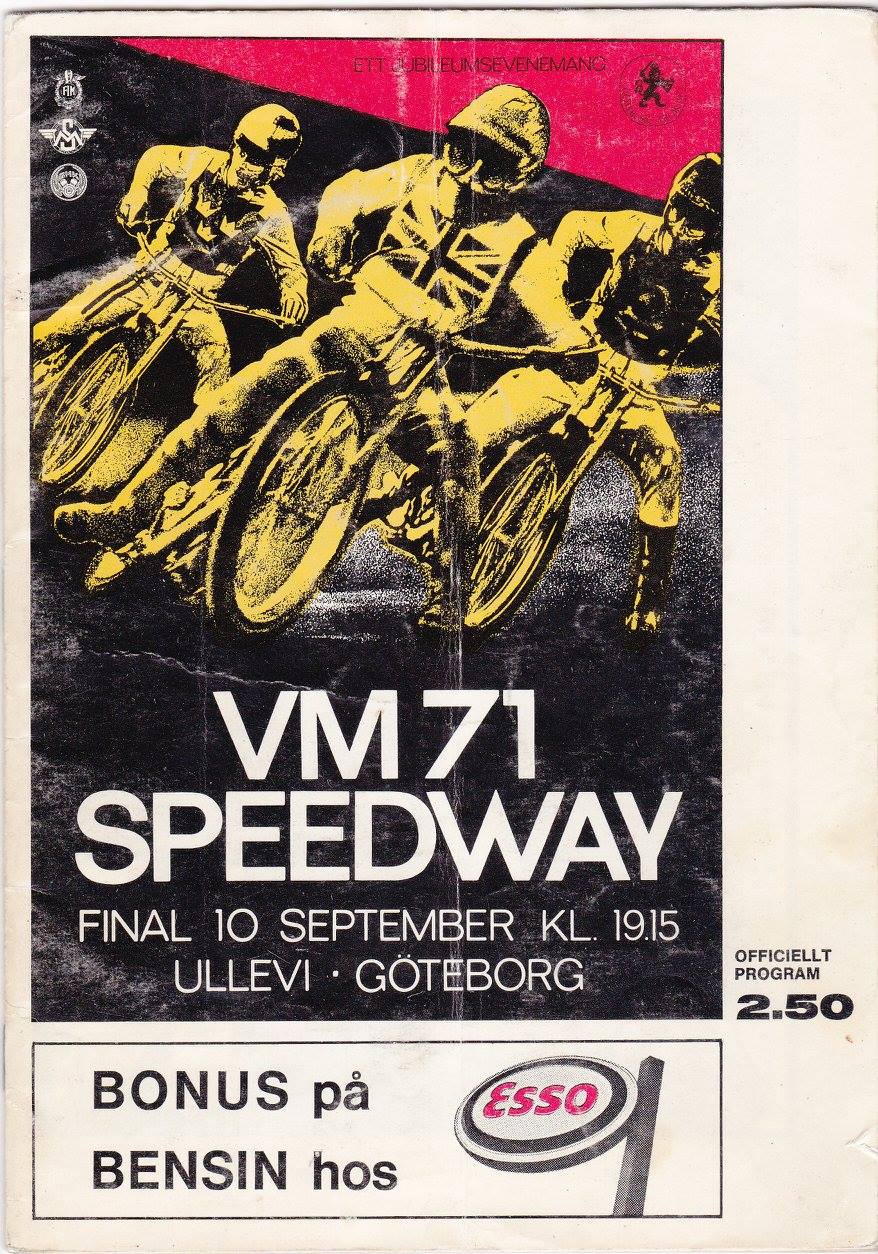 ETT JUBILEUMSEVENEMANG
FIM
VM 71
SPEEDWAY
FINAL 10 SEPTEMBER KL. 19.15
ULLEVI · GÖTEBORG
OFFICIELLT
PROGRAM
2.50
BONUS på
BENSIN hos
ESSO